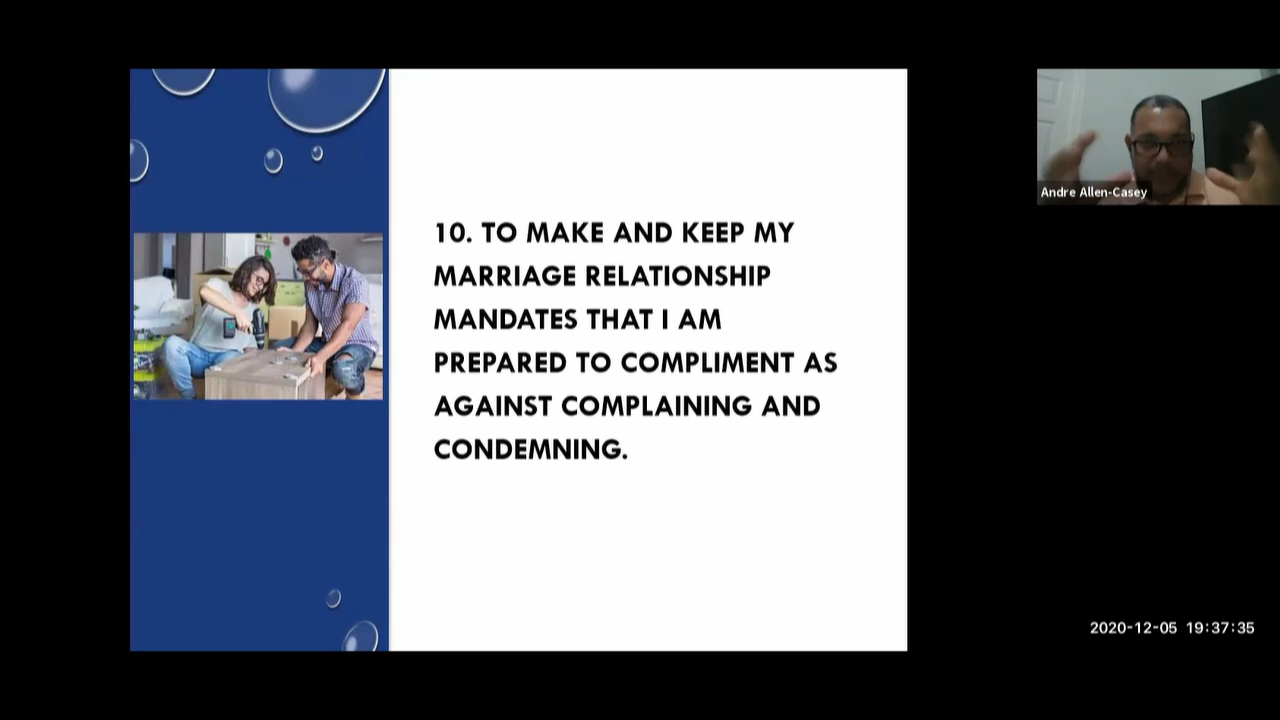 10. TO MAKE AND KEEP MY
MARRIAGE RELATIONSHIP
MANDATES THAT I AM
PREPARED TO COMPLIMENT AS
AGAINST COMPLAINING AND
CONDEMNING.
Andre Allen-Casey
2020-12-05 19:37:35